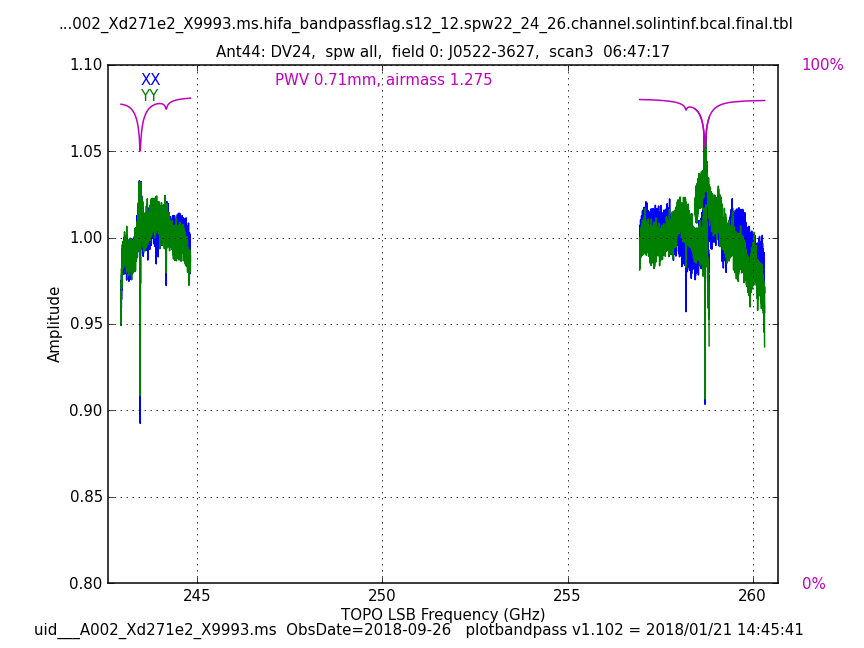 ...002_Xd271e2_X9993.ms.hifa_bandpassflag.s12_12.spw22_24_26.channel.solintinf.bcal.final.tbl
Ant44: DV24,  spw all,  field 0: J0522-3627,  scan3  06:47:17
1.10
100%
XX
PWV 0.71mm, airmass 1.275
YY
1.05
1.00
0.95
Amplitude
0.90
0.85
0.80
0%
245
250
255
260
TOPO LSB Frequency (GHz)
uid___A002_Xd271e2_X9993.ms  ObsDate=2018-09-26   plotbandpass v1.102 = 2018/01/21 14:45:41